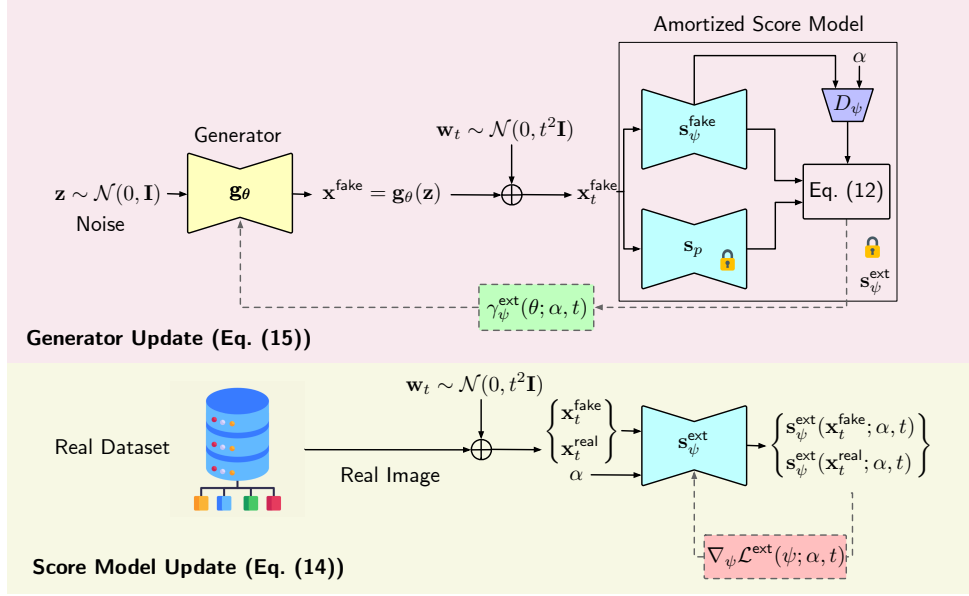 Amortized Score Model
α
D_ψ
w_t ∼ N(0, t²I)
s_ψ^fake
Generator
z ∼ N(0, I)
g_θ
x^fake = g_θ(z)
x_t^fake
Eq. (12)
Noise
s_p
s_ψ^ext
γ_ψ^ext(θ; α, t)
Generator Update (Eq. (15))
w_t ∼ N(0, t²I)
x_t^fake
s_ψ^ext(x_t^fake; α, t)
Real Dataset
s_ψ^ext
x_t^real
s_ψ^ext(x_t^real; α, t)
Real Image
α
∇_ψ L^ext(ψ; α, t)
Score Model Update (Eq. (14))